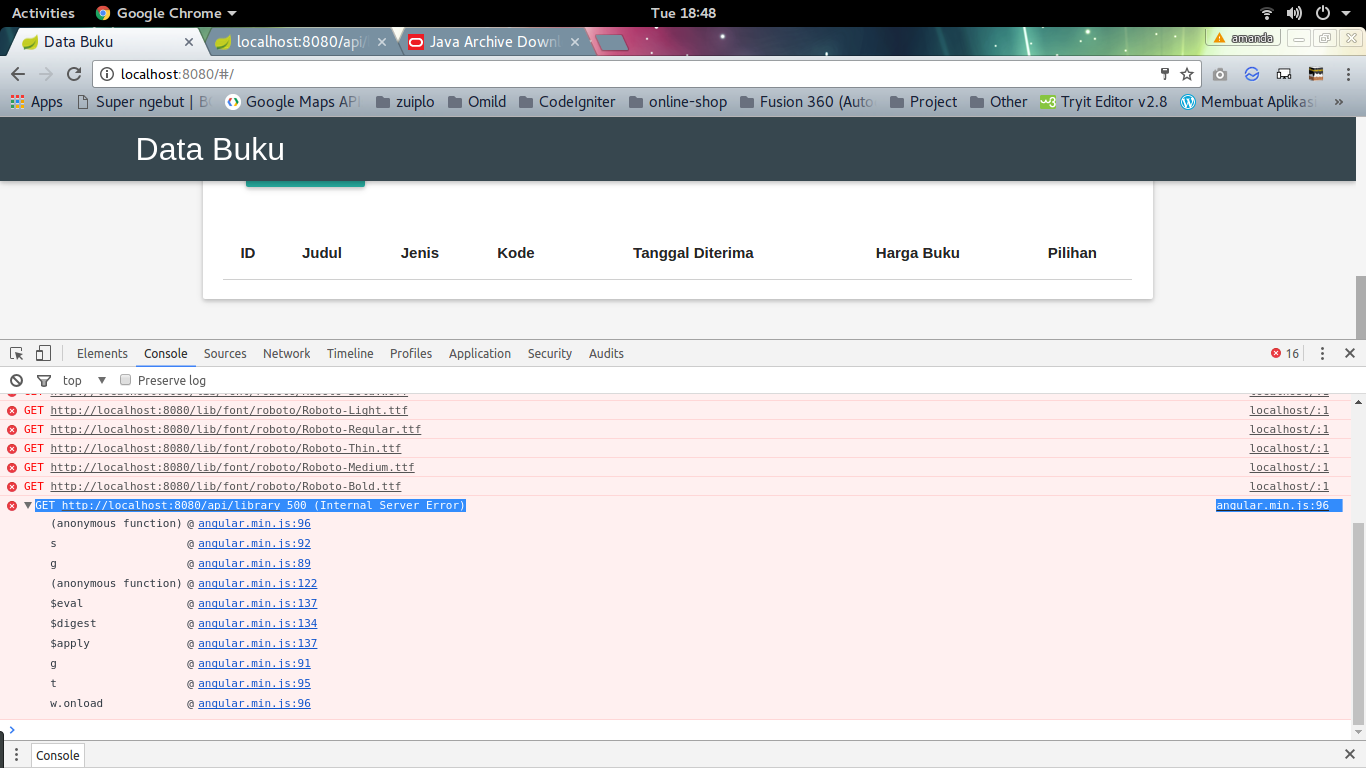 Activities Google Chrome Tue 18:48
Data Buku localhost:8080/api/ Java Archive Downl amanda
localhost:8080/#/
Apps Super ngebut | B Google Maps AP zuiplo Omild CodeIgniter online-shop Fusion 360 (Auto Project Other Tryit Editor v2.8 Membuat Aplikas »
Data Buku
ID Judul Jenis Kode Tanggal Diterima Harga Buku Pilihan
Elements Console Sources Network Timeline Profiles Application Security Audits 16
top Preserve log
GET http://localhost:8080/lib/font/roboto/Roboto-Light.ttf localhost/:1
GET http://localhost:8080/lib/font/roboto/Roboto-Regular.ttf localhost/:1
GET http://localhost:8080/lib/font/roboto/Roboto-Thin.ttf localhost/:1
GET http://localhost:8080/lib/font/roboto/Roboto-Medium.ttf localhost/:1
GET http://localhost:8080/lib/font/roboto/Roboto-Bold.ttf localhost/:1
GET http://localhost:8080/api/library 500 (Internal Server Error) angular.min.js:96
(anonymous function) @ angular.min.js:96
s @ angular.min.js:92
g @ angular.min.js:89
(anonymous function) @ angular.min.js:122
$eval @ angular.min.js:137
$digest @ angular.min.js:134
$apply @ angular.min.js:137
g @ angular.min.js:91
t @ angular.min.js:95
w.onload @ angular.min.js:96
>
Console